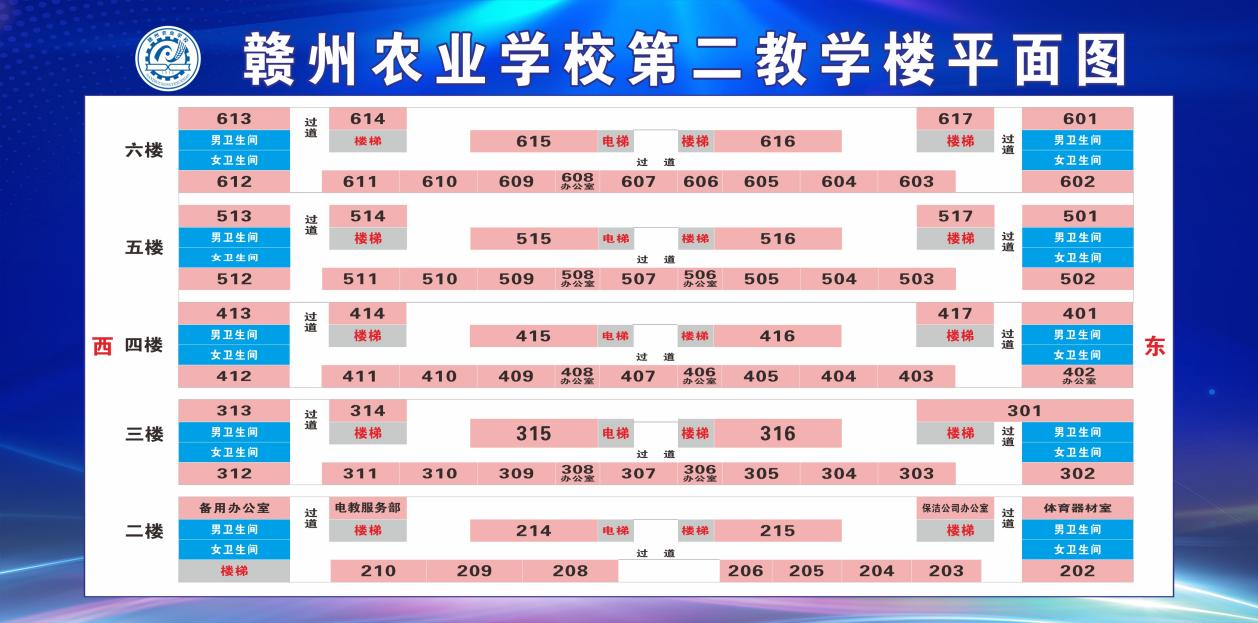 赣州农业学校第二教学楼平面图
613 过道 614 617 过道 601
六楼 男卫生间 楼梯 615 电梯 楼梯 616 楼梯 男卫生间
女卫生间 过 道 女卫生间
612 611 610 609 608 办公室 607 606 605 604 603 602
513 过道 514 517 过道 501
五楼 男卫生间 楼梯 515 电梯 楼梯 516 楼梯 男卫生间
女卫生间 过 道 女卫生间
512 511 510 509 508 办公室 507 506 办公室 505 504 503 502
413 过道 414 417 过道 401
西 四楼 男卫生间 楼梯 415 电梯 楼梯 416 楼梯 男卫生间 东
女卫生间 过 道 女卫生间
412 411 410 409 408 办公室 407 406 办公室 405 404 403 402 办公室
313 过道 314 301
三楼 男卫生间 楼梯 315 电梯 楼梯 316 楼梯 过道 男卫生间
女卫生间 过 道 女卫生间
312 311 310 309 308 办公室 307 306 办公室 305 304 303 302
备用办公室 过道 电教服务部 保洁公司办公室 过道 体育器材室
二楼 男卫生间 楼梯 214 电梯 楼梯 215 楼梯 男卫生间
女卫生间 过 道 女卫生间
楼梯 210 209 208 206 205 204 203 202